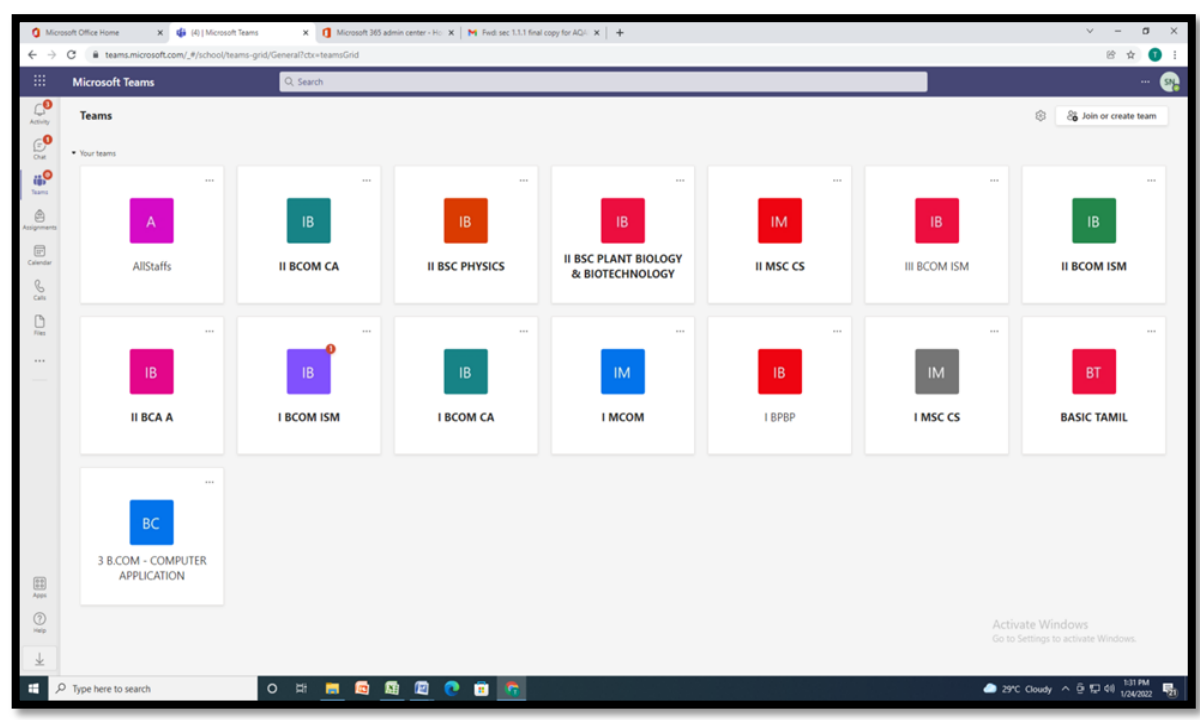 Microsoft Office Home
(4) | Microsoft Teams
Microsoft 365 admin center - Ho
Fwd: sec 1.1.1 final copy for AQA
teams.microsoft.com/_#/school/teams-grid/General?ctx=teamsGrid
T
Microsoft Teams
Search
SN
Activity
3
Teams
Join or create team
Chat
1
Your teams
Teams
Assignments
Calendar
Calls
Files
A
IB
IB
IB
IM
IB
IB
AllStaffs
II BCOM CA
II BSC PHYSICS
II BSC PLANT BIOLOGY
& BIOTECHNOLOGY
II MSC CS
III BCOM ISM
II BCOM ISM
IB
IB
IB
IM
IB
IM
BT
II BCA A
I BCOM ISM
I BCOM CA
I MCOM
I BPBP
I MSC CS
BASIC TAMIL
BC
3 B.COM - COMPUTER
APPLICATION
Apps
Help
Activate Windows
Go to Settings to activate Windows.
Type here to search
29°C Cloudy
1:31 PM
1/24/2022